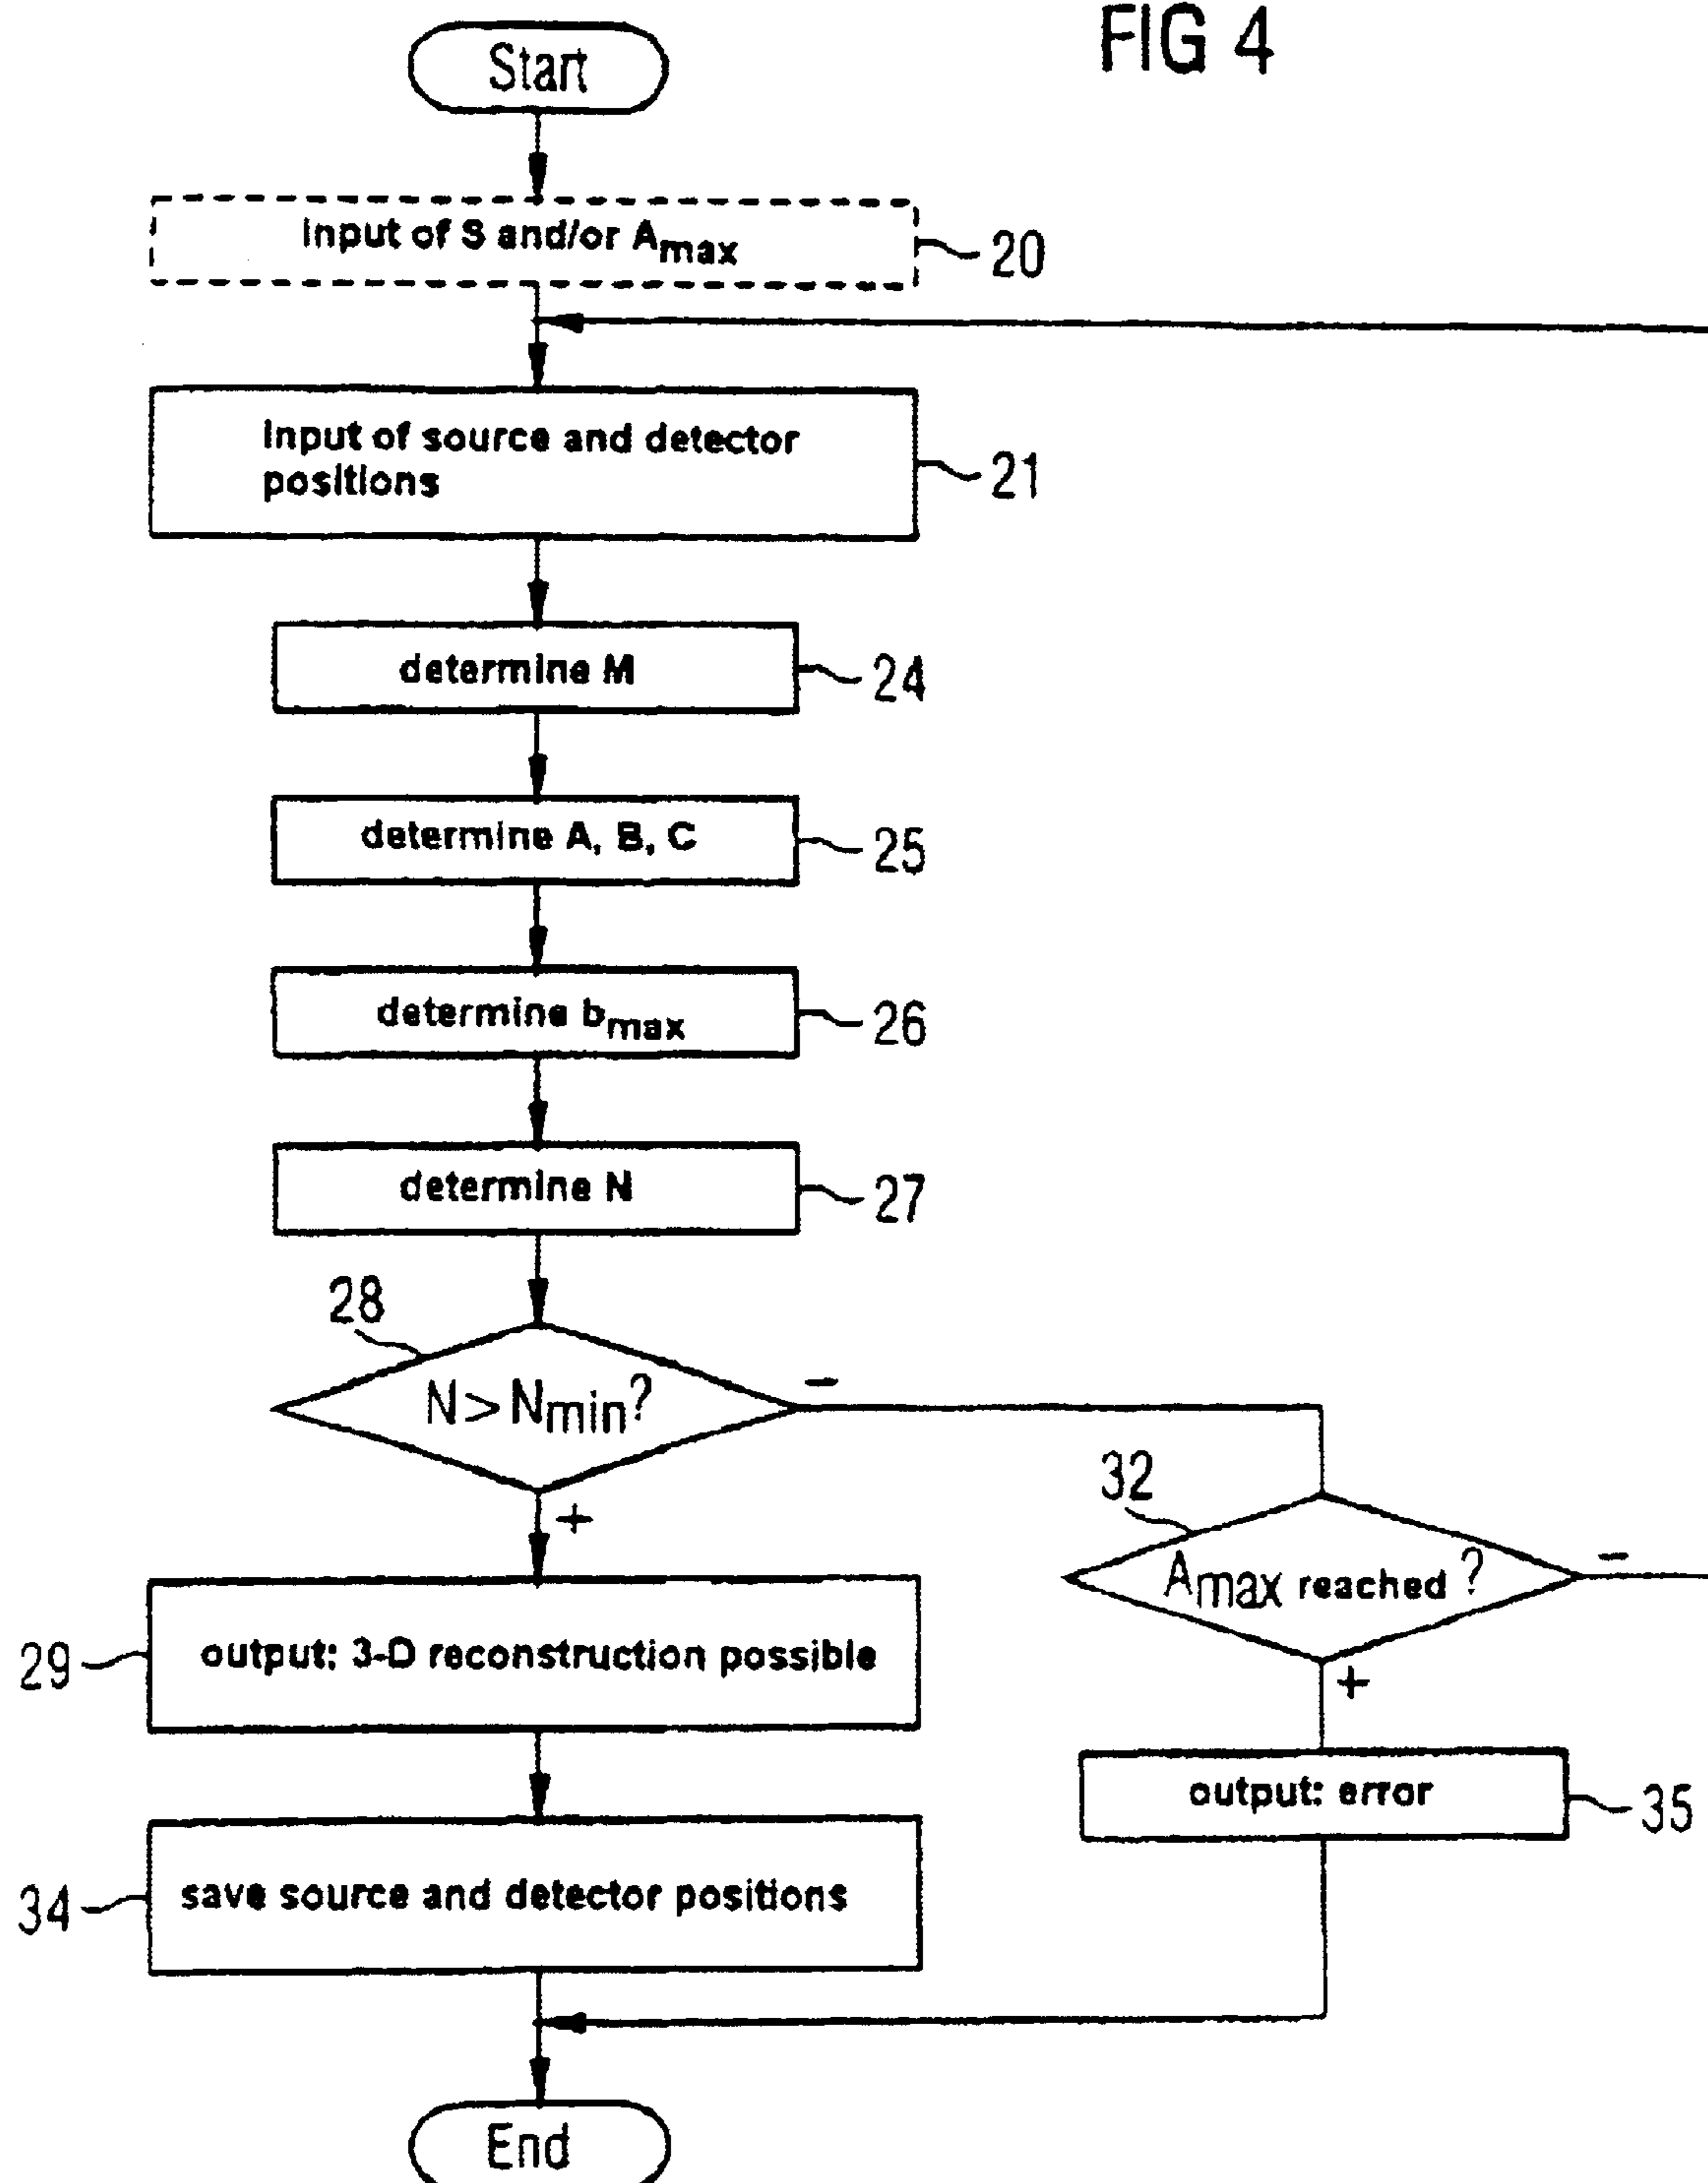 FIG 4
Start
Input of S and/or Amax
20
Input of source and detector
positions
21
determine M
24
determine A, B, C
25
determine bmax
26
determine N
27
28
N > Nmin?
-
+
32
Amax reached ?
-
+
29
output: 3-D reconstruction possible
output: error
35
34
save source and detector positions
End